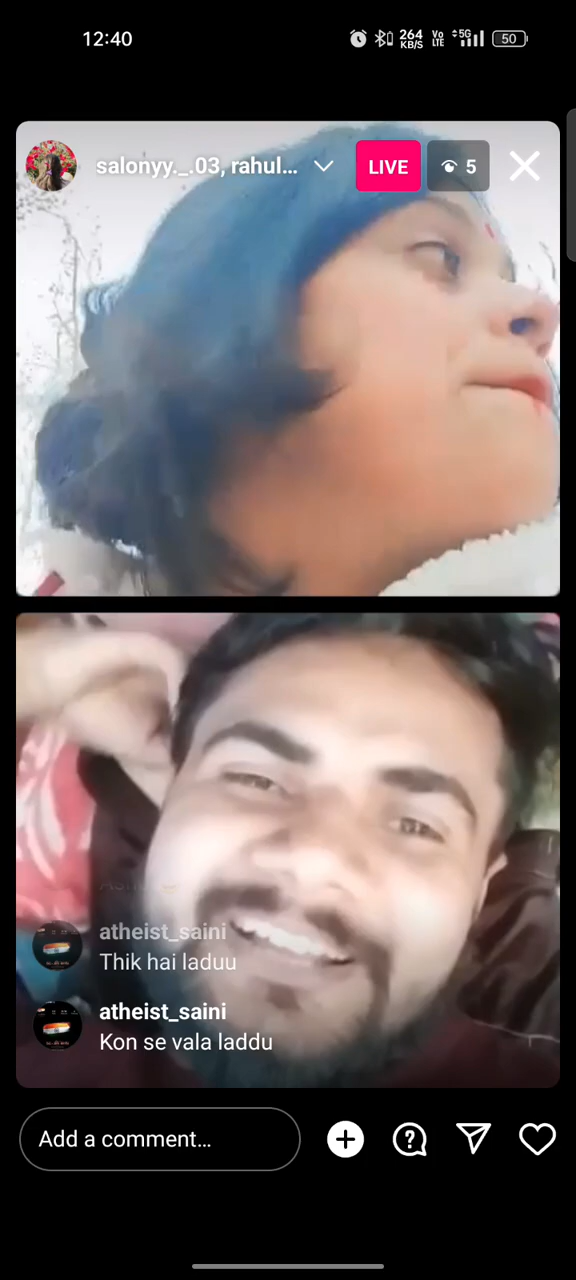 12:40
264 KB/S Vo LTE 5G 50
salonyy._.03, rahul... LIVE 5
atheist_saini
Thik hai laduu
atheist_saini
Kon se vala laddu
Add a comment...